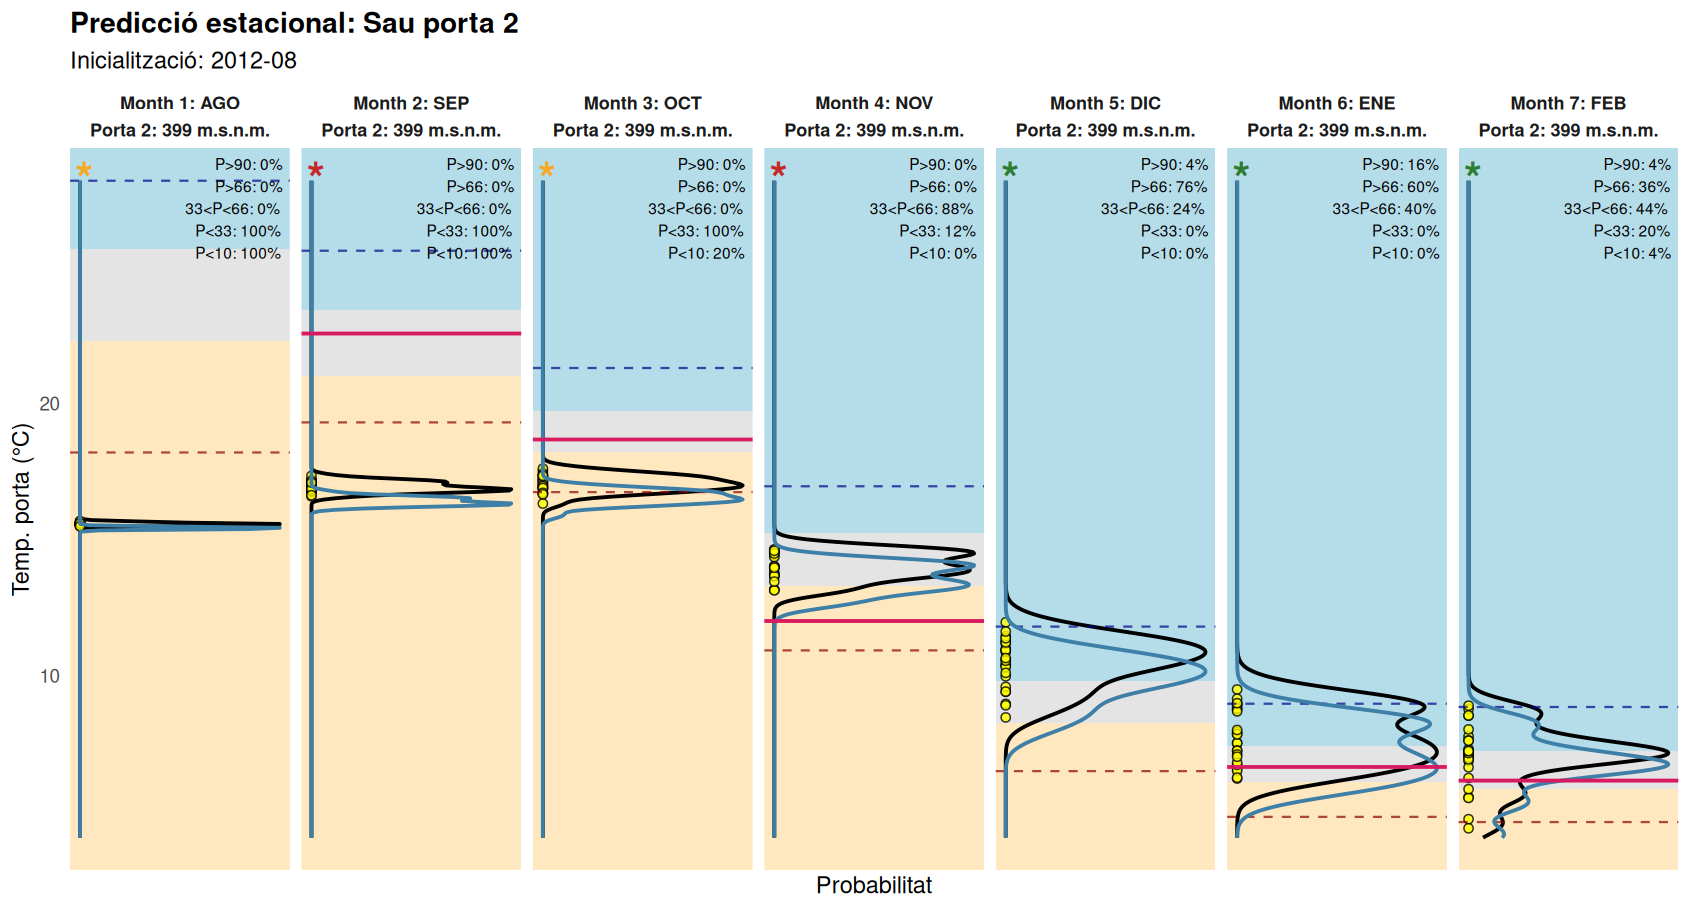 Predicció estacional: Sau porta 2
Inicialització: 2012-08
Month 1: AGO
Porta 2: 399 m.s.n.m.
Month 2: SEP
Porta 2: 399 m.s.n.m.
Month 3: OCT
Porta 2: 399 m.s.n.m.
Month 4: NOV
Porta 2: 399 m.s.n.m.
Month 5: DIC
Porta 2: 399 m.s.n.m.
Month 6: ENE
Porta 2: 399 m.s.n.m.
Month 7: FEB
Porta 2: 399 m.s.n.m.
*
P>90: 0%
P>66: 0%
33<P<66: 0%
P<33: 100%
P<10: 100%
*
P>90: 0%
P>66: 0%
33<P<66: 0%
P<33: 100%
P<10: 100%
*
P>90: 0%
P>66: 0%
33<P<66: 0%
P<33: 100%
P<10: 20%
*
P>90: 0%
P>66: 0%
33<P<66: 88%
P<33: 12%
P<10: 0%
*
P>90: 4%
P>66: 76%
33<P<66: 24%
P<33: 0%
P<10: 0%
*
P>90: 16%
P>66: 60%
33<P<66: 40%
P<33: 0%
P<10: 0%
*
P>90: 4%
P>66: 36%
33<P<66: 44%
P<33: 20%
P<10: 4%
Temp. porta (°C)
20
10
Probabilitat